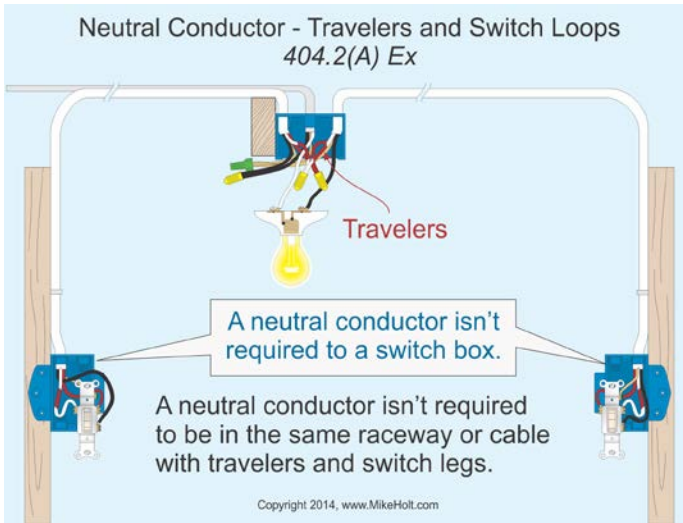 Neutral Conductor - Travelers and Switch Loops
404.2(A) Ex
Travelers
A neutral conductor isn't
required to a switch box.
A neutral conductor isn't required
to be in the same raceway or cable
with travelers and switch legs.
Copyright 2014, www.MikeHolt.com